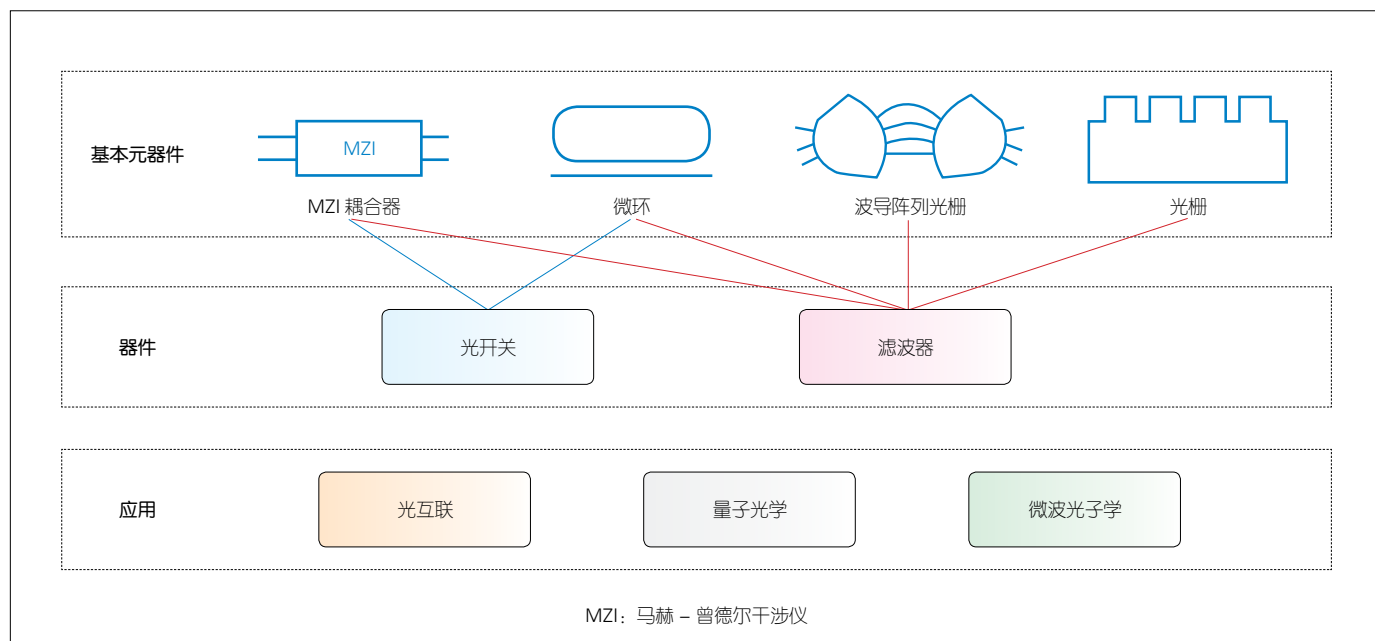 基本元器件
MZI
MZI 耦合器
微环
波导阵列光栅
光栅
器件
光开关
滤波器
应用
光互联
量子光学
微波光子学
MZI：马赫 – 曾德尔干涉仪